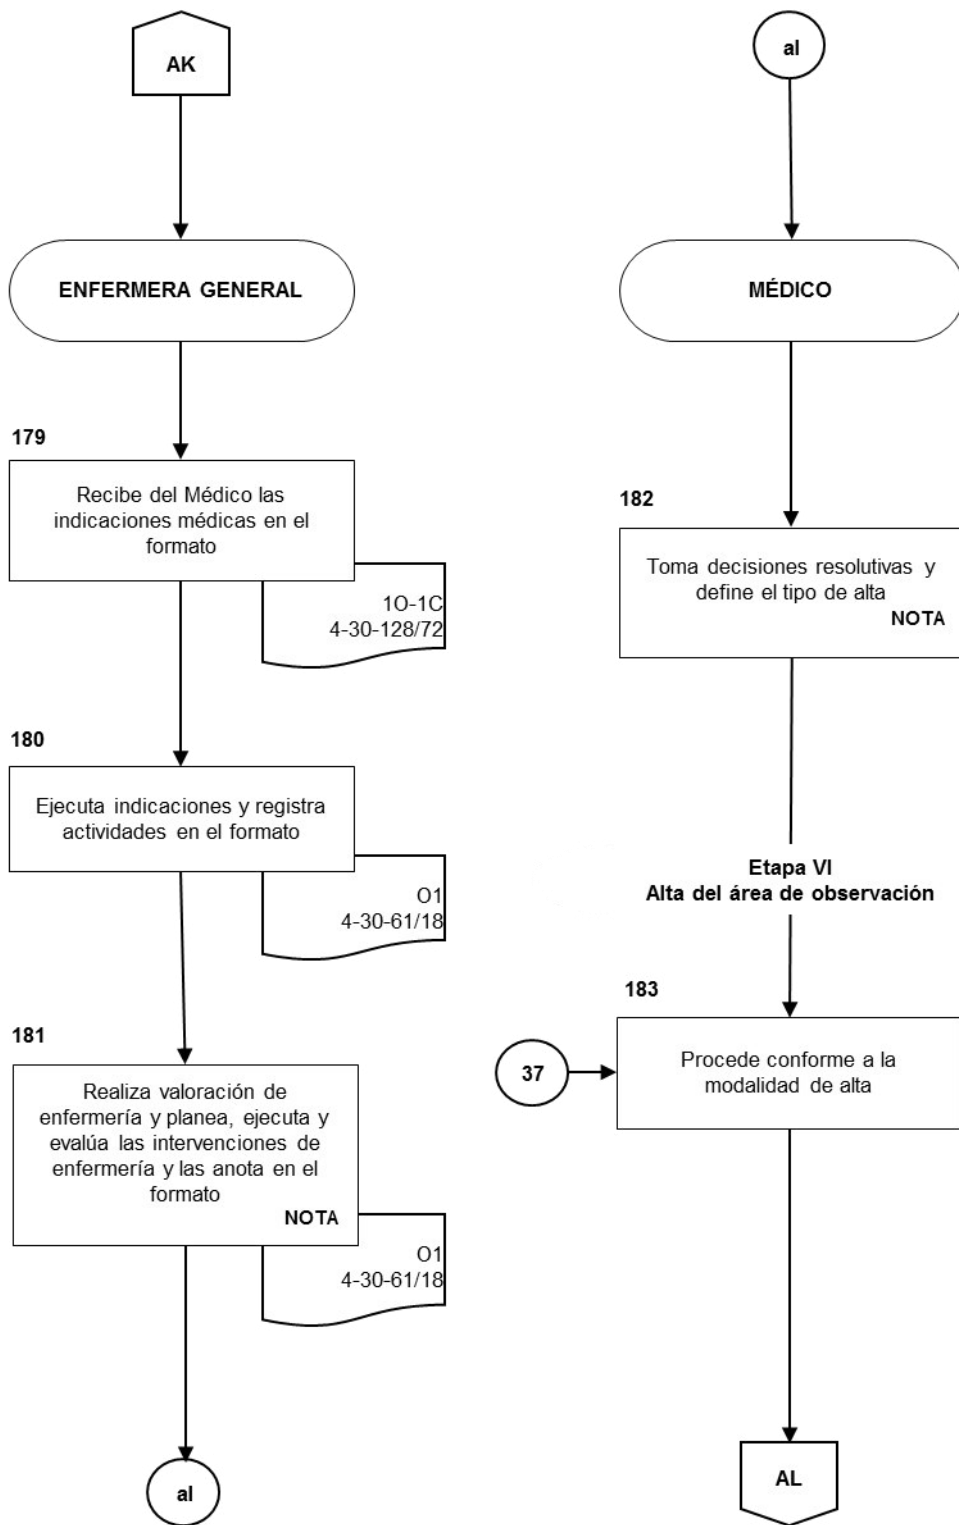 AK
ENFERMERA GENERAL
179
Recibe del Médico las
indicaciones médicas en el
formato
1O-1C
4-30-128/72
180
Ejecuta indicaciones y registra
actividades en el formato
O1
4-30-61/18
181
Realiza valoración de
enfermería y planea, ejecuta y
evalúa las intervenciones de
enfermería y las anota en el
formato
NOTA
O1
4-30-61/18
al
al
MÉDICO
182
Toma decisiones resolutivas y
define el tipo de alta
NOTA
Etapa VI
Alta del área de observación
183
37
Procede conforme a la
modalidad de alta
AL